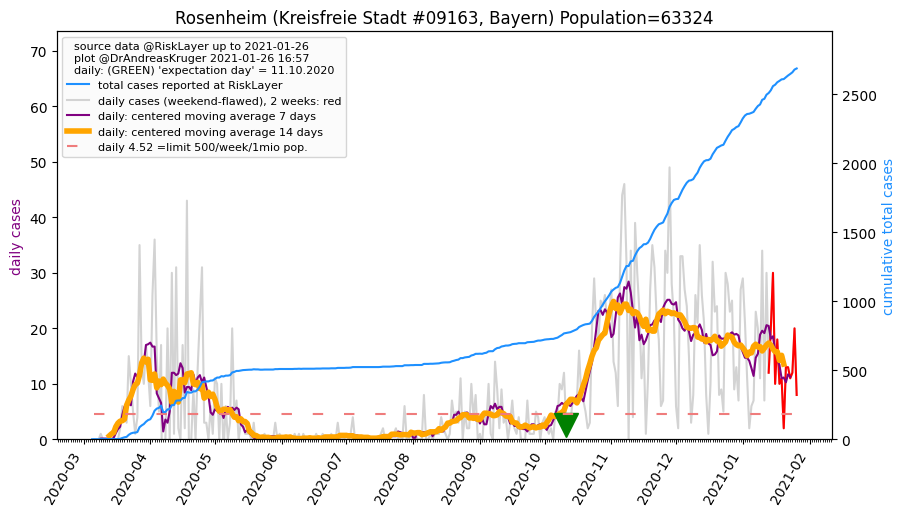 Rosenheim (Kreisfreie Stadt #09163, Bayern) Population=63324
source data @RiskLayer up to 2021-01-26
plot @DrAndreasKruger 2021-01-26 16:57
daily: (GREEN) 'expectation day' = 11.10.2020
total cases reported at RiskLayer
daily cases (weekend-flawed), 2 weeks: red
daily: centered moving average 7 days
daily: centered moving average 14 days
daily 4.52 =limit 500/week/1mio pop.
daily cases
70
60
50
40
30
20
10
0
cumulative total cases
2500
2000
1500
1000
500
0
2020-03
2020-04
2020-05
2020-06
2020-07
2020-08
2020-09
2020-10
2020-11
2020-12
2021-01
2021-02